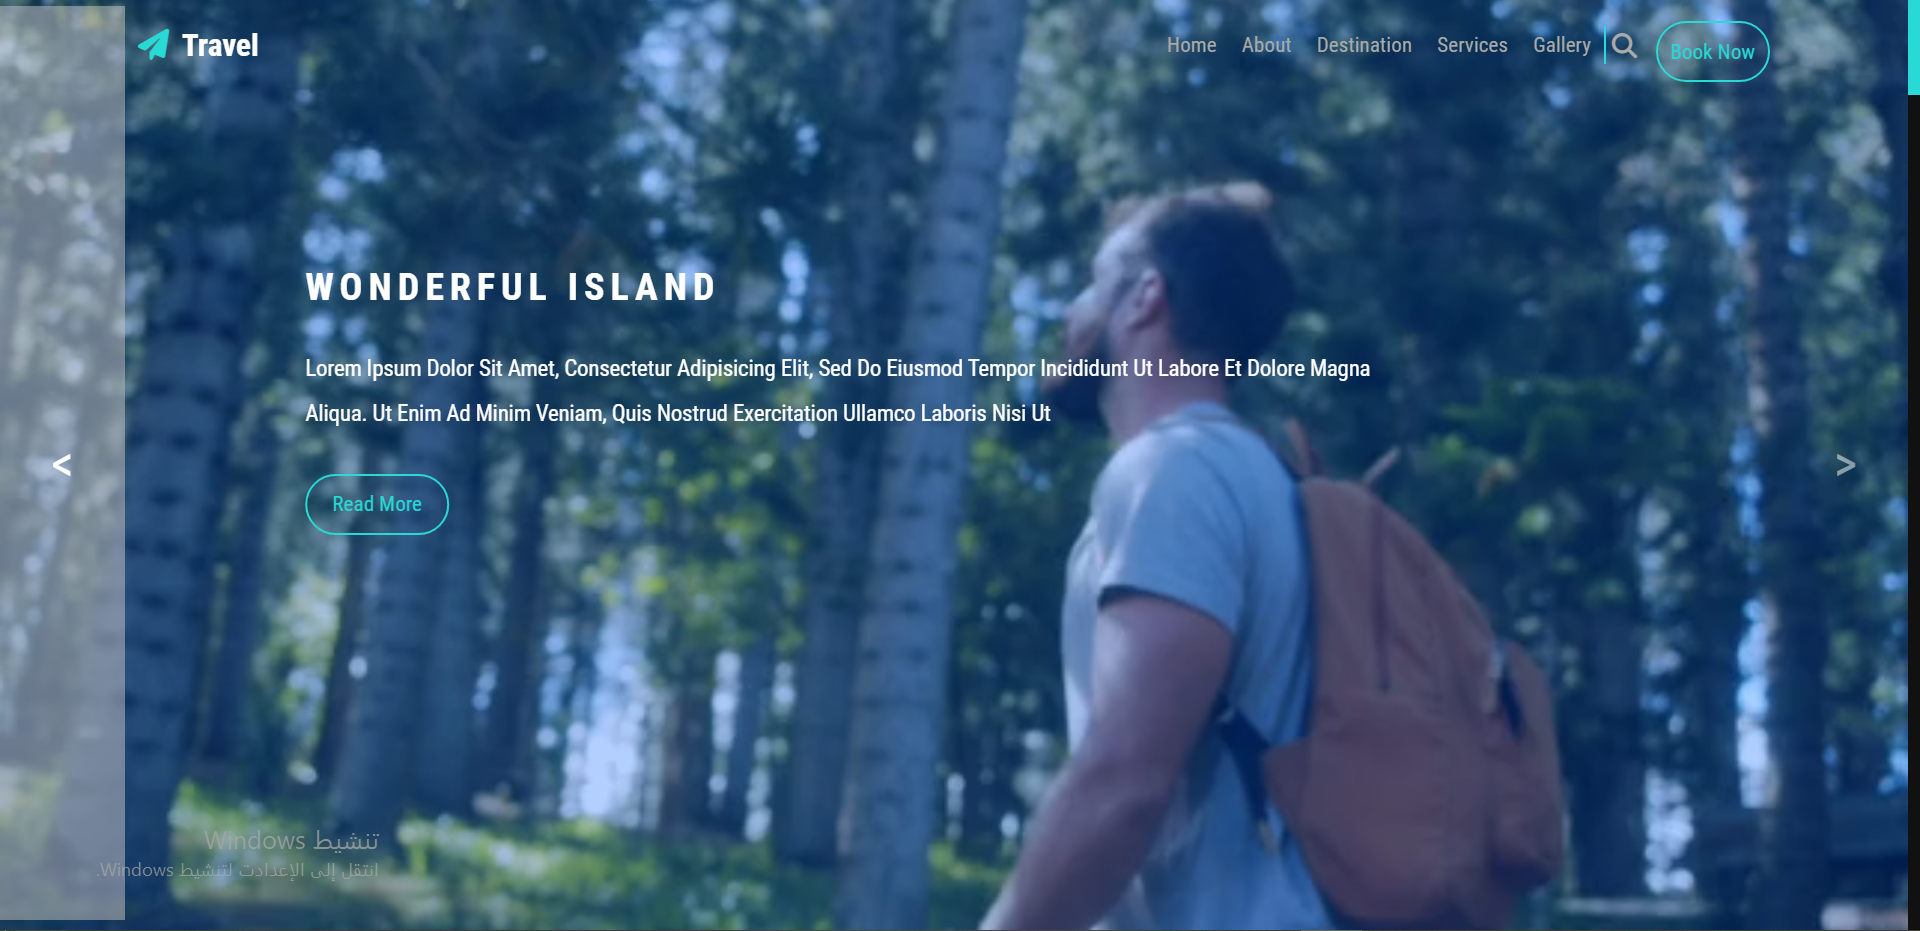 Travel
Home About Destination Services Gallery Book Now
WONDERFUL ISLAND
Lorem Ipsum Dolor Sit Amet, Consectetur Adipisicing Elit, Sed Do Eiusmod Tempor Incididunt Ut Labore Et Dolore Magna
Aliqua. Ut Enim Ad Minim Veniam, Quis Nostrud Exercitation Ullamco Laboris Nisi Ut
< >
Read More
تنشيط Windows
انتقل إلى الإعدادت لتنشيط Windows.